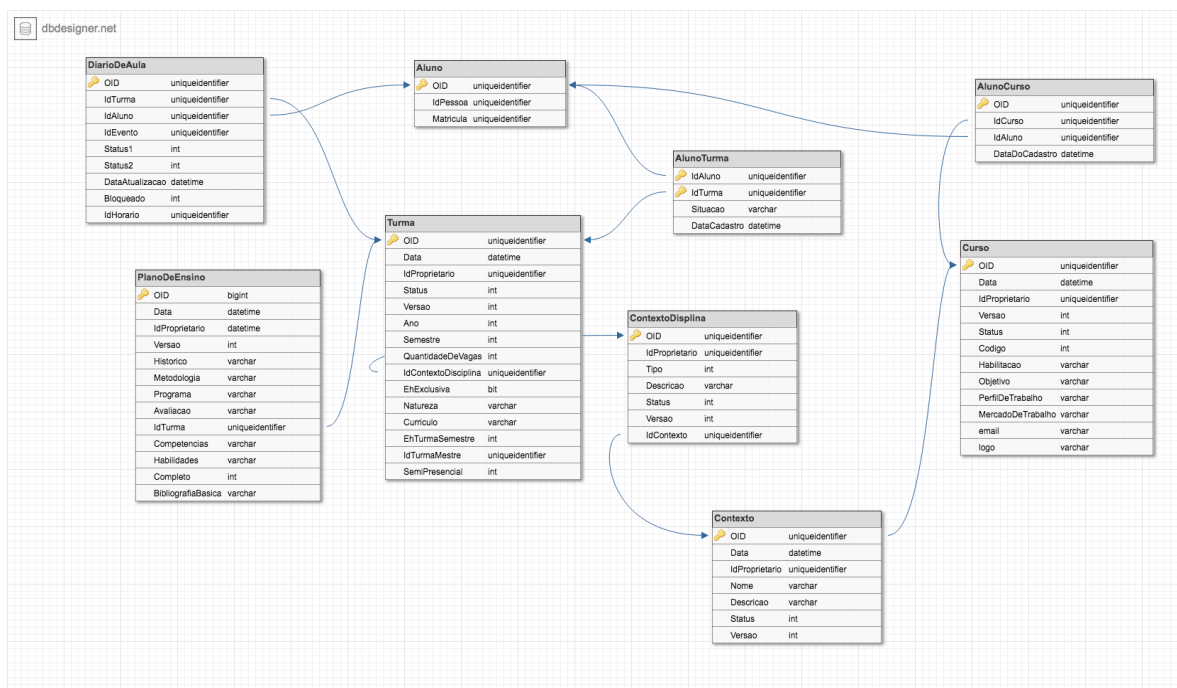 dbdesigner.net
DiarioDeAula
OID uniqueidentifier
IdTurma uniqueidentifier
IdAluno uniqueidentifier
IdEvento uniqueidentifier
Status1 int
Status2 int
DataAtualizacao datetime
Bloqueado int
IdHorario uniqueidentifier
Aluno
OID uniqueidentifier
IdPessoa uniqueidentifier
Matricula uniqueidentifier
AlunoCurso
OID uniqueidentifier
IdCurso uniqueidentifier
IdAluno uniqueidentifier
DataDoCadastro datetime
AlunoTurma
IdAluno uniqueidentifier
IdTurma uniqueidentifier
Situacao varchar
DataCadastro datetime
Turma
OID uniqueidentifier
Data datetime
IdProprietario uniqueidentifier
Status int
Versao int
Ano int
Semestre int
QuantidadeDeVagas int
IdContextoDisciplina uniqueidentifier
EhExclusiva bit
Natureza varchar
Curriculo varchar
EhTurmaSemestre int
IdTurmaMestre uniqueidentifier
SemiPresencial int
Curso
OID uniqueidentifier
Data datetime
IdProprietario uniqueidentifier
Versao int
Status int
Codigo int
Habilitacao varchar
Objetivo varchar
PerfilDeTrabalho varchar
MercadoDeTrabalho varchar
email varchar
logo varchar
PlanoDeEnsino
OID bigint
Data datetime
IdProprietario datetime
Versao int
Historico varchar
Metodologia varchar
Programa varchar
Avaliacao varchar
IdTurma uniqueidentifier
Competencias varchar
Habilidades varchar
Completo int
BibliografiaBasica varchar
ContextoDisplina
OID uniqueidentifier
IdProprietario uniqueidentifier
Tipo int
Descricao varchar
Status int
Versao int
IdContexto uniqueidentifier
Contexto
OID uniqueidentifier
Data datetime
IdProprietario uniqueidentifier
Nome varchar
Descricao varchar
Status int
Versao int